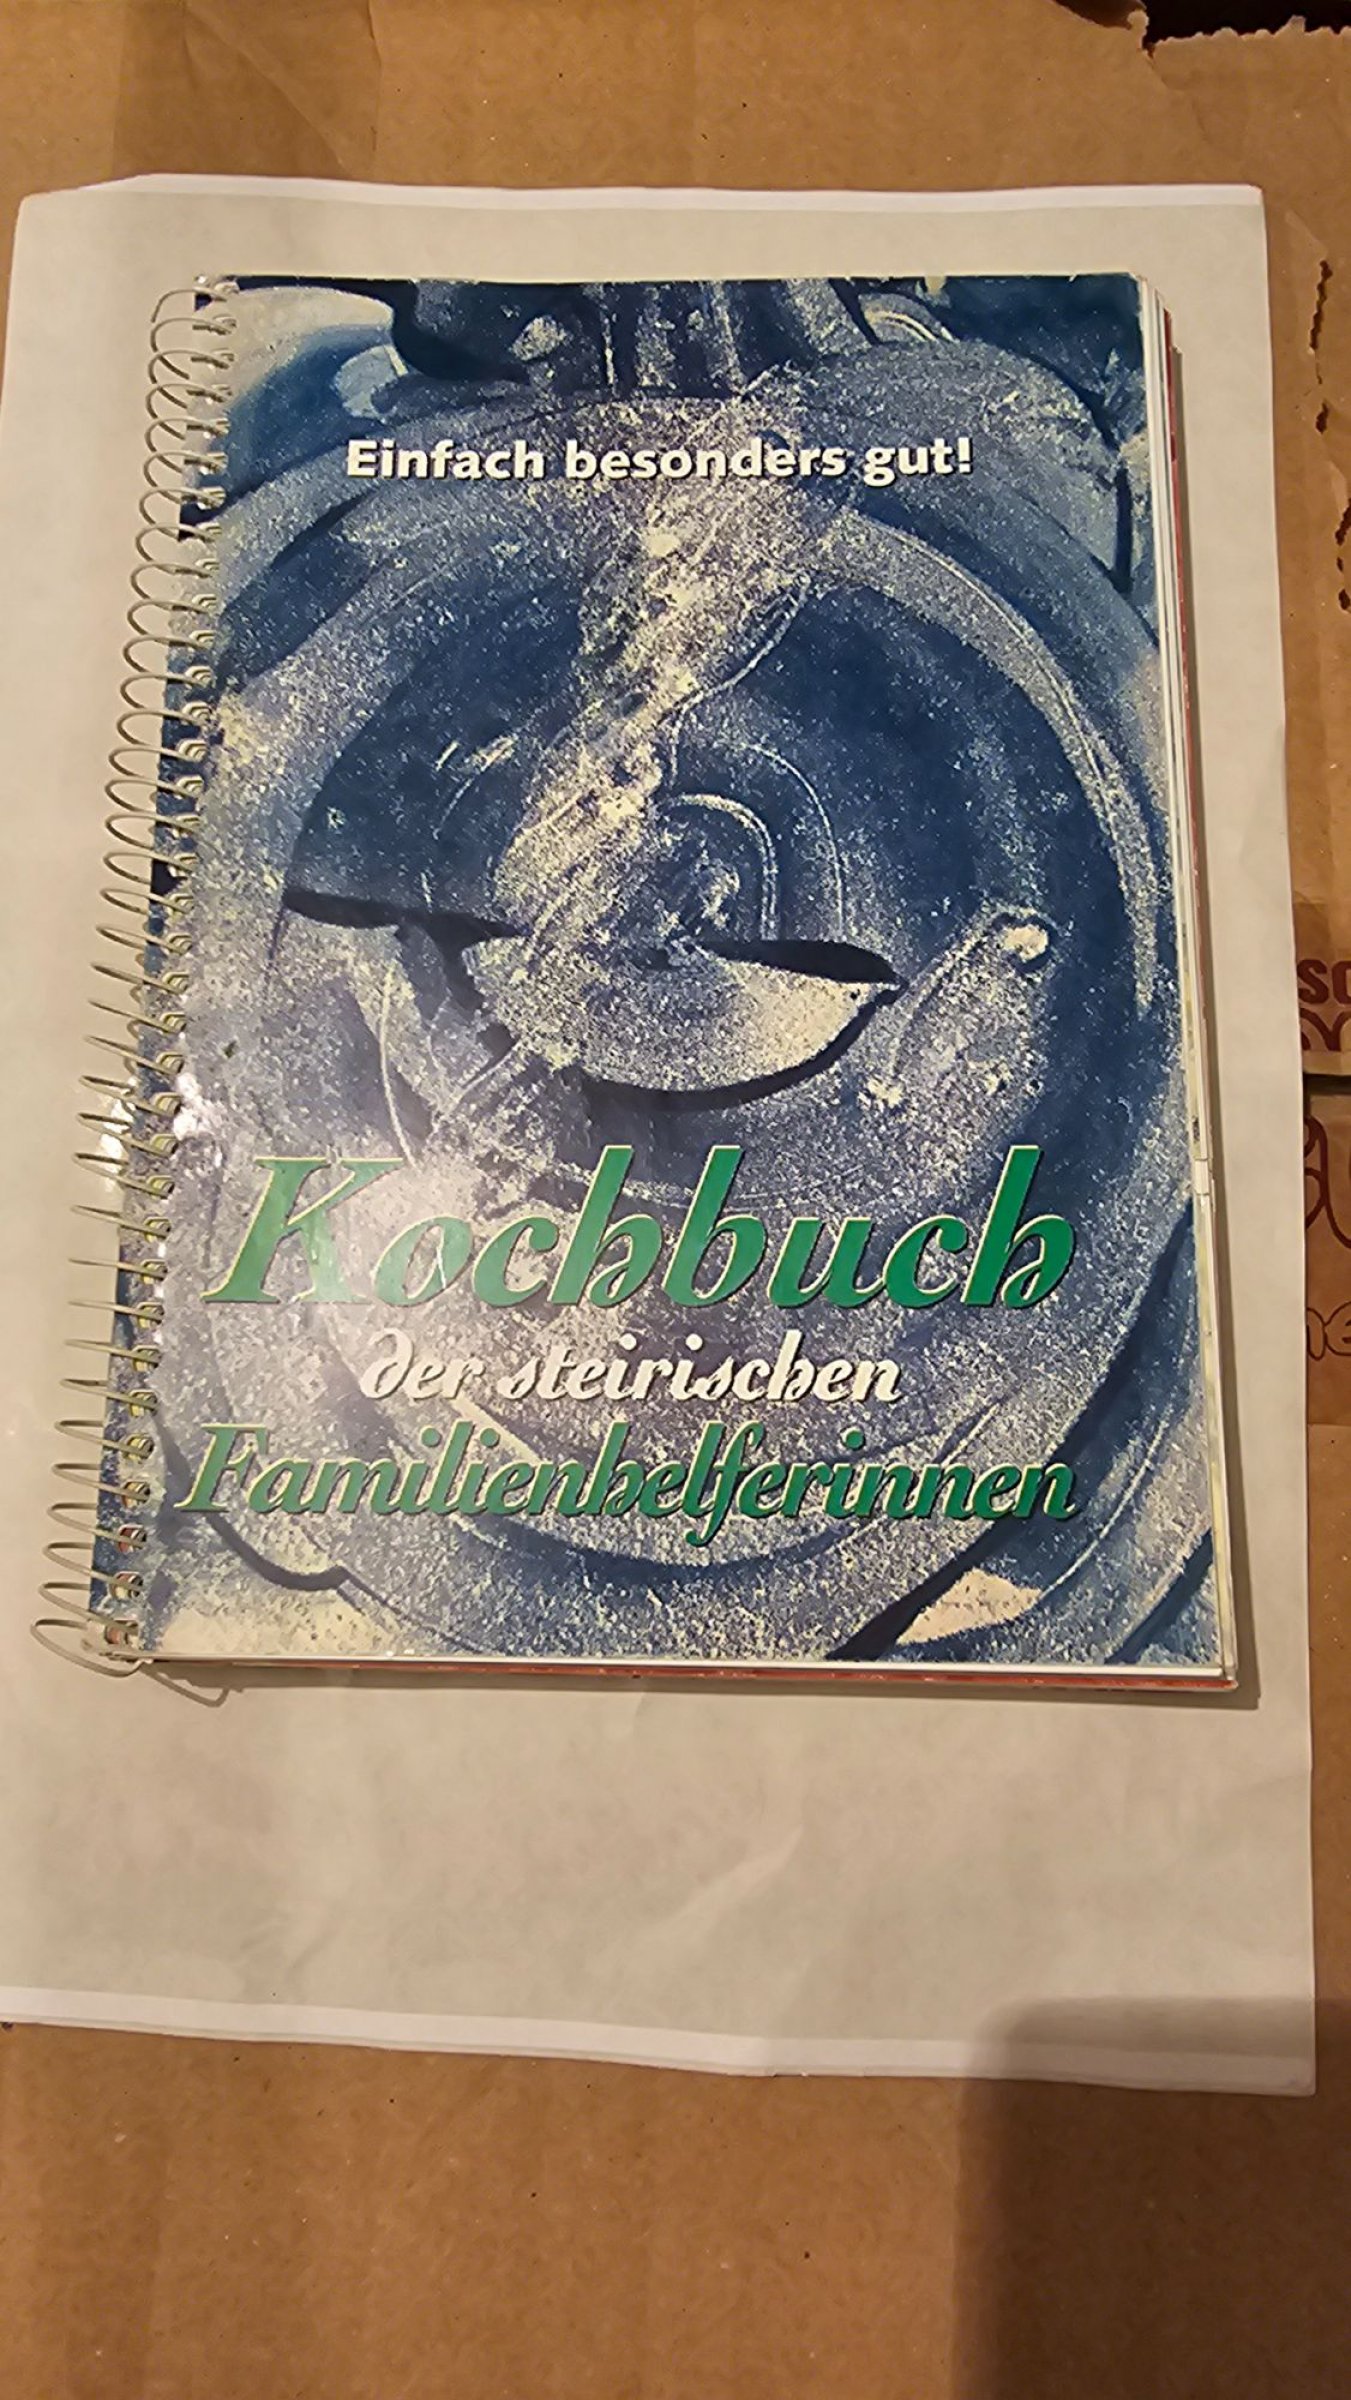 Einfach besonders gut!
Kochbuch
der steirischen
Familienhelferinnen